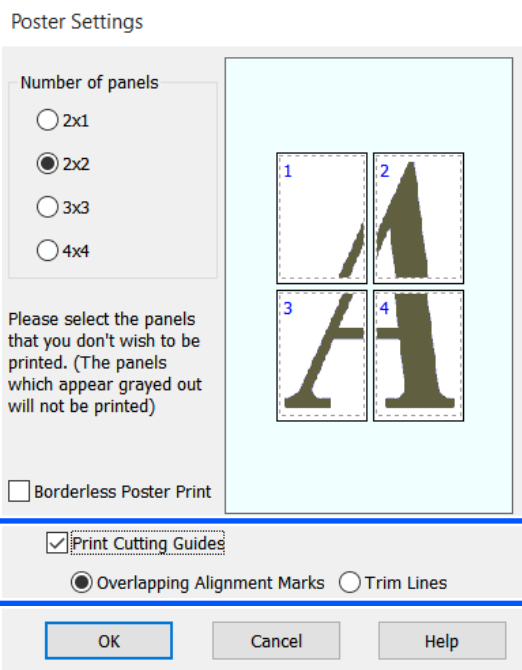 Poster Settings
Number of panels
2x1
2x2
3x3
4x4
1
2
3
4
Please select the panels
that you don't wish to be
printed. (The panels
which appear grayed out
will not be printed)
Borderless Poster Print
Print Cutting Guides
Overlapping Alignment Marks Trim Lines
OK Cancel Help